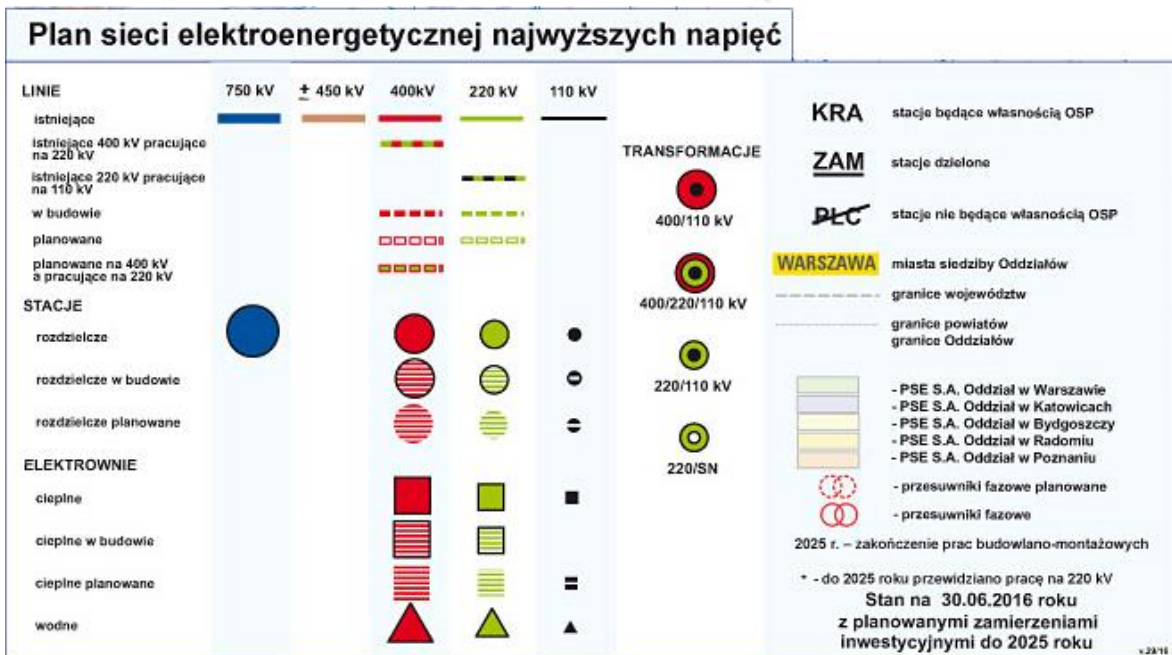 Plan sieci elektroenergetycznej najwyższych napięć
LINIE 750 kV ± 450 kV 400kV 220 kV 110 kV
istniejące
istniejące 400 kV pracujące
na 220 kV
istniejące 220 kV pracujące
na 110 kV
w budowie
planowane
planowane na 400 kV
a pracujące na 220 kV
STACJE
rozdzielcze
rozdzielcze w budowie
rozdzielcze planowane
ELEKTROWNIE
cieplne
cieplne w budowie
cieplne planowane
wodne
TRANSFORMACJE
400/110 kV
400/220/110 kV
220/110 kV
220/SN
KRA stacje będące własnością OSP
ZAM stacje dzielone
PŁC stacje nie będące własnością OSP
WARSZAWA miasta siedziby Oddziałów
granice województw
granice powiatów
granice Oddziałów
- PSE S.A. Oddział w Warszawie
- PSE S.A. Oddział w Katowicach
- PSE S.A. Oddział w Bydgoszczy
- PSE S.A. Oddział w Radomiu
- PSE S.A. Oddział w Poznaniu
- przesuwniki fazowe planowane
- przesuwniki fazowe
2025 r. – zakończenie prac budowlano-montażowych
* - do 2025 roku przewidziano pracę na 220 kV
Stan na 30.06.2016 roku
z planowanymi zamierzeniami
inwestycyjnymi do 2025 roku